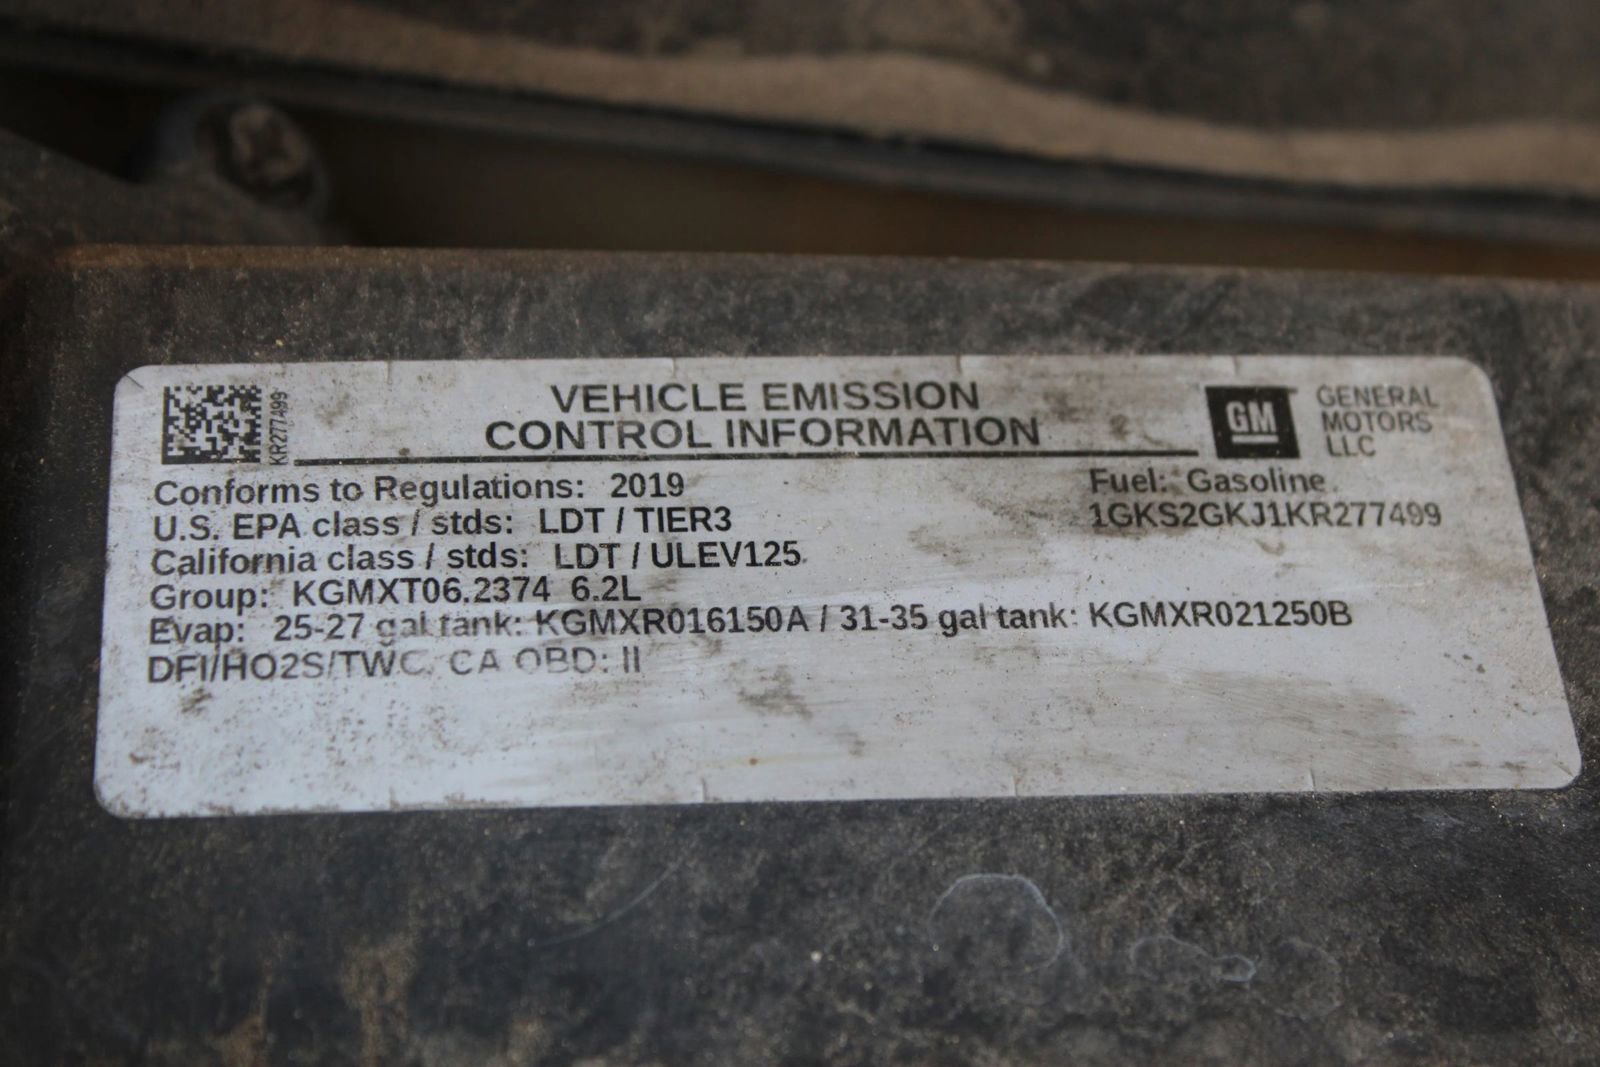 KR277499
VEHICLE EMISSION
CONTROL INFORMATION
GM
GENERAL
MOTORS
LLC
Conforms to Regulations: 2019
Fuel: Gasoline
U.S. EPA class / stds: LDT / TIER3
1GKS2GKJ1KR277499
California class / stds: LDT / ULEV125
Group: KGMXT06.2374 6.2L
Evap: 25-27 gal tank: KGMXR016150A / 31-35 gal tank: KGMXR021250B
DFI/HO2S/TWC, CA OBD: II